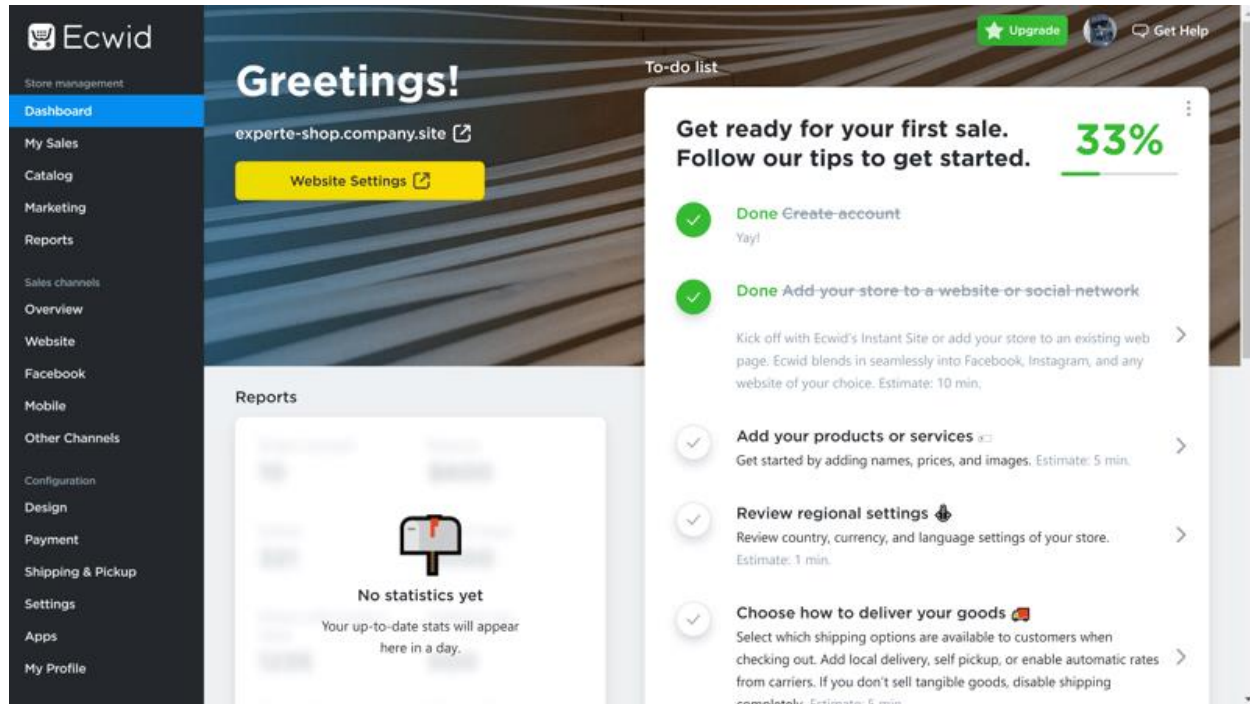 Ecwid
Store management
Dashboard
My Sales
Catalog
Marketing
Reports
Sales channels
Overview
Website
Facebook
Mobile
Other Channels
Configuration
Design
Payment
Shipping & Pickup
Settings
Apps
My Profile
Greetings!
experte-shop.company.site
Website Settings
Upgrade
Get Help
To-do list
Get ready for your first sale.
Follow our tips to get started.
33%
Done Create account
Yay!
Done Add your store to a website or social network
Kick off with Ecwid's Instant Site or add your store to an existing web
page. Ecwid blends in seamlessly into Facebook, Instagram, and any
website of your choice. Estimate: 10 min.
Add your products or services
Get started by adding names, prices, and images. Estimate: 5 min.
Review regional settings
Review country, currency, and language settings of your store.
Estimate: 1 min.
Choose how to deliver your goods
Select which shipping options are available to customers when
checking out. Add local delivery, self pickup, or enable automatic rates
from carriers. If you don't sell tangible goods, disable shipping
completely. Estimate: 5 min.
Reports
No statistics yet
Your up-to-date stats will appear
here in a day.